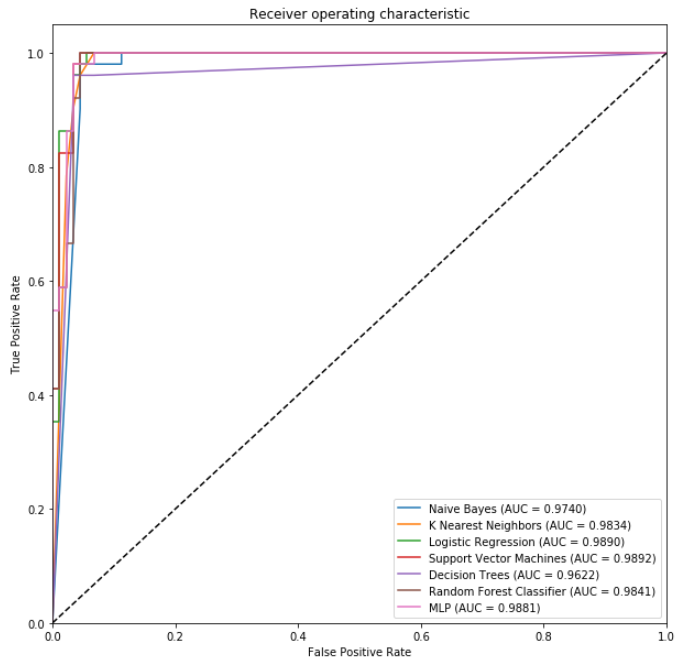 Receiver operating characteristic
1.0
0.8
0.6
0.4
0.2
0.0
True Positive Rate
Naive Bayes (AUC = 0.9740)
K Nearest Neighbors (AUC = 0.9834)
Logistic Regression (AUC = 0.9890)
Support Vector Machines (AUC = 0.9892)
Decision Trees (AUC = 0.9622)
Random Forest Classifier (AUC = 0.9841)
MLP (AUC = 0.9881)
0.0 0.2 0.4 0.6 0.8 1.0
False Positive Rate